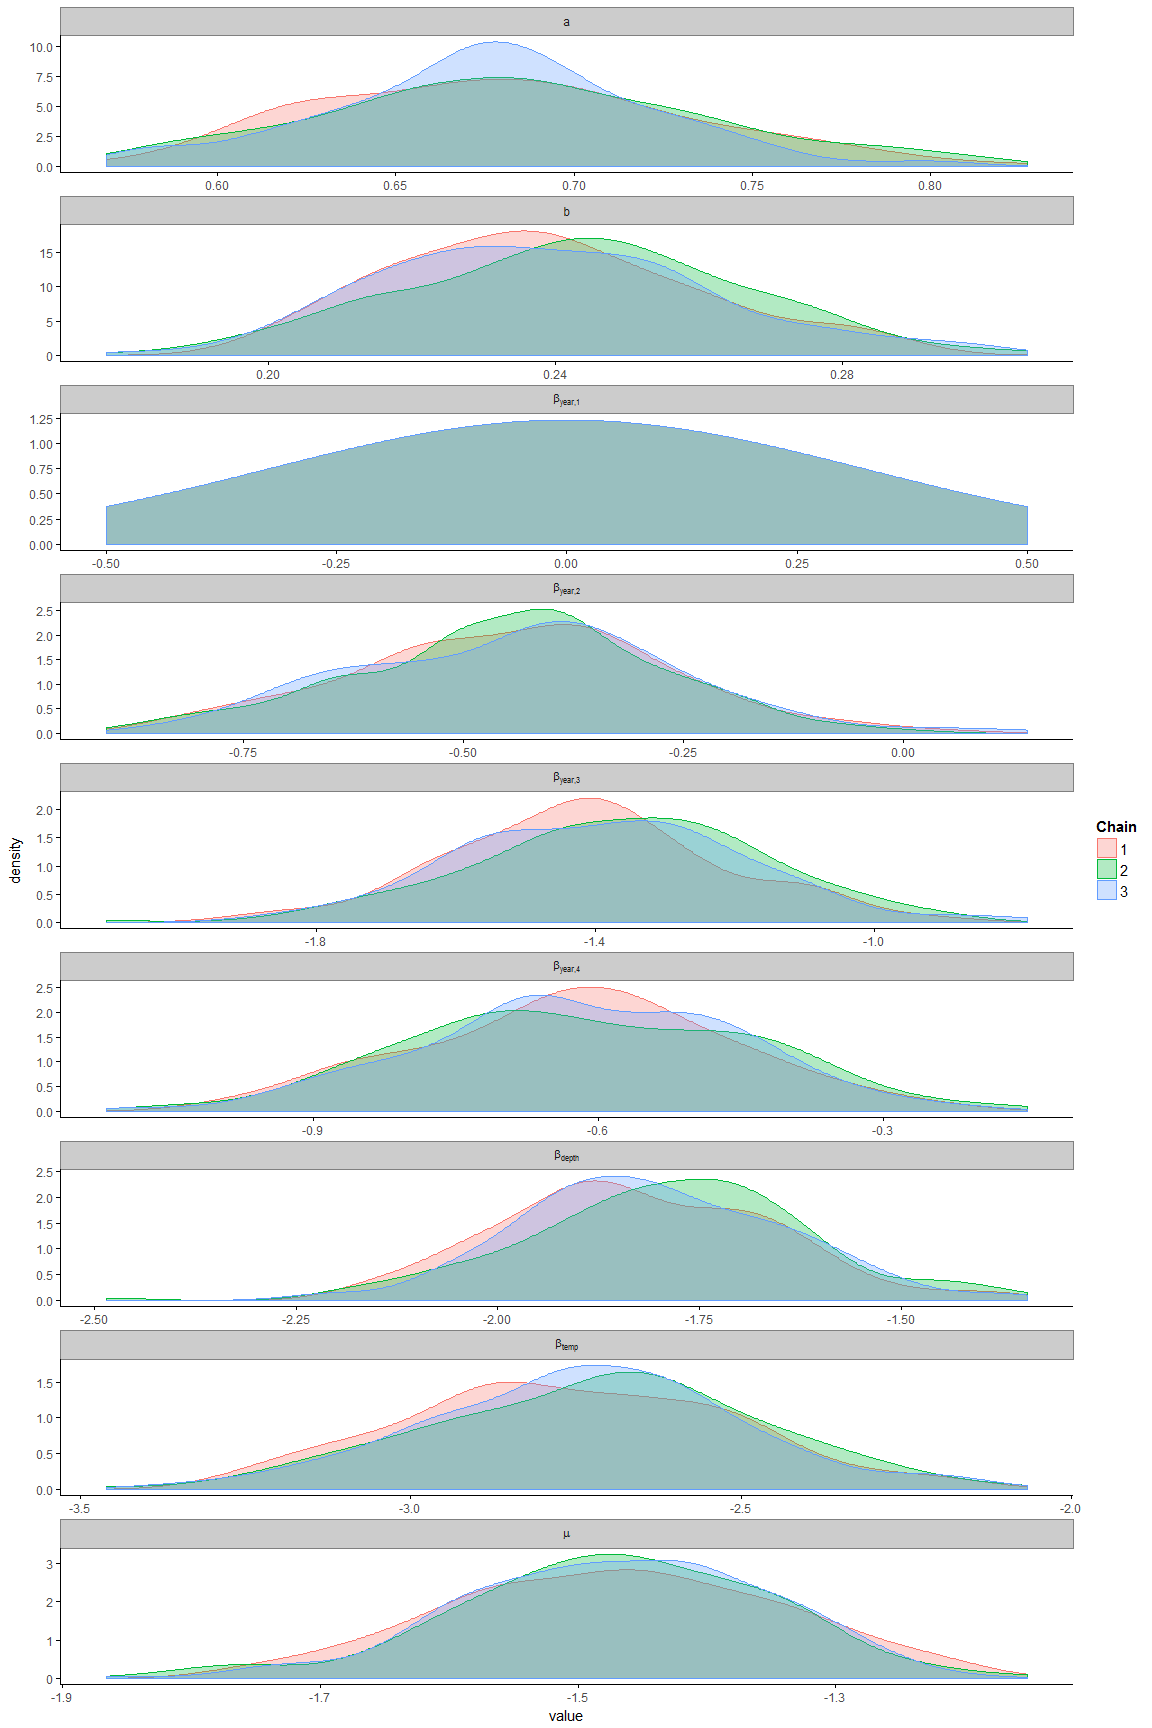 a
10.0
7.5
5.0
2.5
0.0
0.60 0.65 0.70 0.75 0.80
b
15
10
5
0
0.20 0.24 0.28
βyear,1
1.25
1.00
0.75
0.50
0.25
0.00
-0.50 -0.25 0.00 0.25 0.50
βyear,2
2.5
2.0
1.5
1.0
0.5
0.0
-0.75 -0.50 -0.25 0.00
βyear,3
2.0
1.5
1.0
0.5
0.0
-1.8 -1.4 -1.0
βyear,4
2.5
2.0
1.5
1.0
0.5
0.0
-0.9 -0.6 -0.3
βdepth
2.5
2.0
1.5
1.0
0.5
0.0
-2.50 -2.25 -2.00 -1.75 -1.50
βtemp
1.5
1.0
0.5
0.0
-3.5 -3.0 -2.5 -2.0
μ
3
2
1
0
-1.9 -1.7 -1.5 -1.3
value
density
Chain
1
2
3